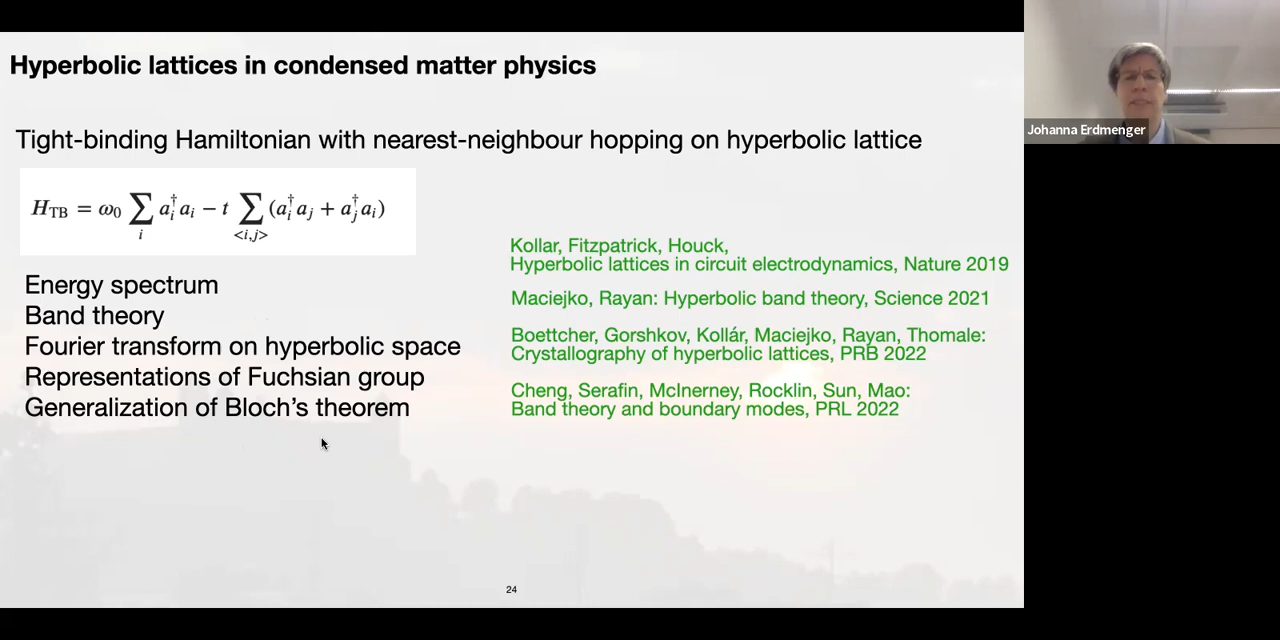 Hyperbolic lattices in condensed matter physics
Johanna Erdmenger
Tight-binding Hamiltonian with nearest-neighbour hopping on hyperbolic lattice
H_TB = ω₀ ∑_i a_i† a_i − t ∑_<i,j> (a_i† a_j + a_j† a_i)
Energy spectrum
Band theory
Fourier transform on hyperbolic space
Representations of Fuchsian group
Generalization of Bloch's theorem
Kollar, Fitzpatrick, Houck,
Hyperbolic lattices in circuit electrodynamics, Nature 2019
Maciejko, Rayan: Hyperbolic band theory, Science 2021
Boettcher, Gorshkov, Kollár, Maciejko, Rayan, Thomale:
Crystallography of hyperbolic lattices, PRB 2022
Cheng, Serafin, McInerney, Rocklin, Sun, Mao:
Band theory and boundary modes, PRL 2022
24